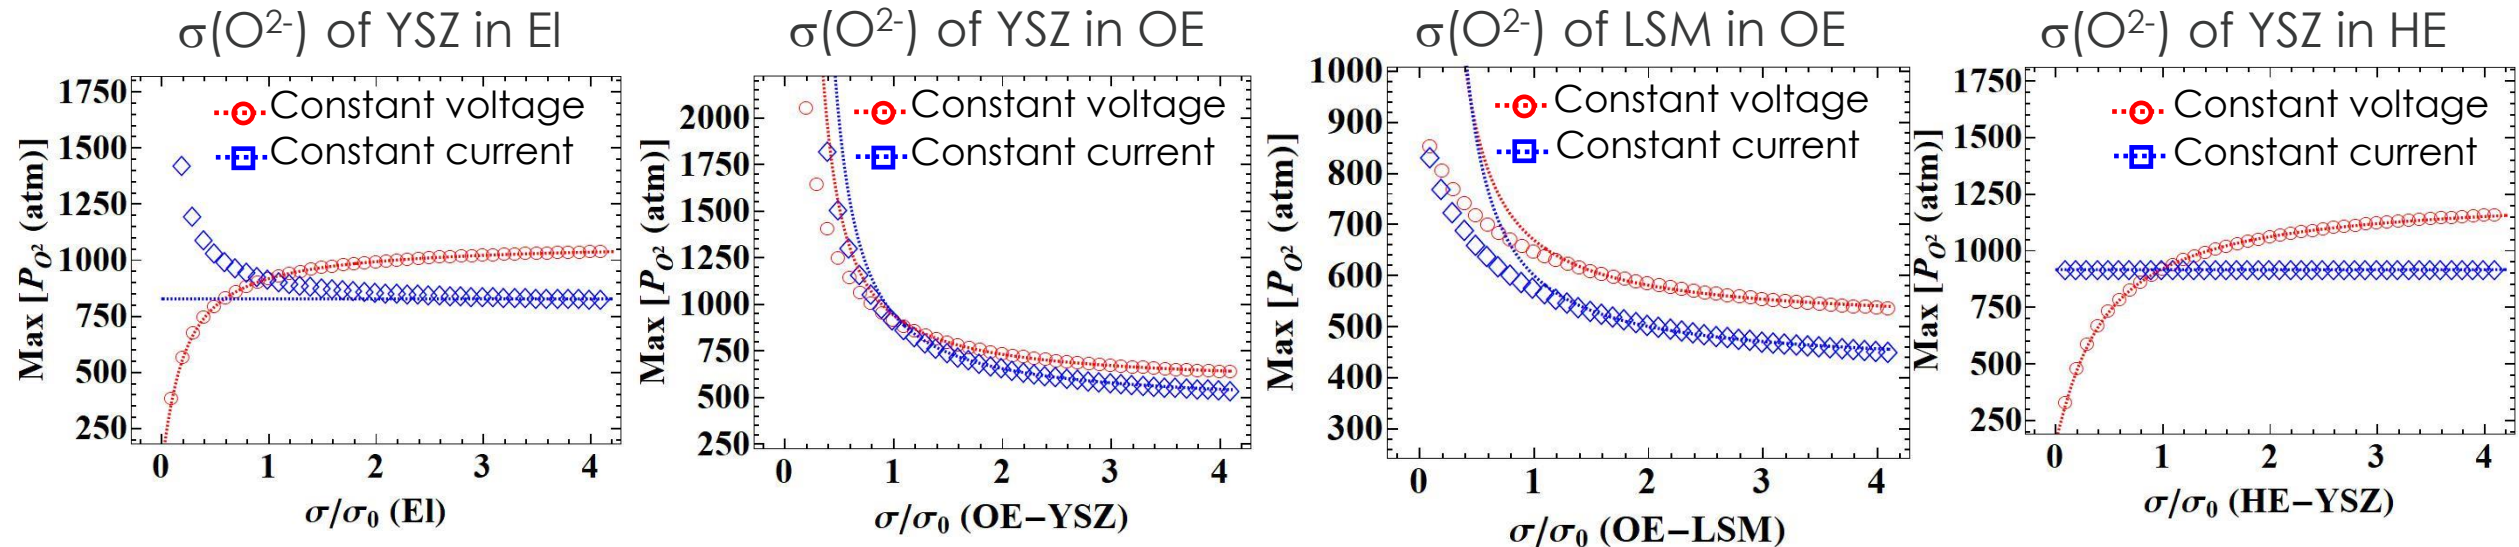 σ(O²⁻) of YSZ in El
1750
1500
1250
1000
750
500
250
Max [P_O² (atm)]
Constant voltage
Constant current
0 1 2 3 4
σ/σ₀ (El)
σ(O²⁻) of YSZ in OE
2000
1750
1500
1250
1000
750
500
250
Max [P_O² (atm)]
Constant voltage
Constant current
0 1 2 3 4
σ/σ₀ (OE−YSZ)
σ(O²⁻) of LSM in OE
1000
900
800
700
600
500
400
300
Max [P_O² (atm)]
Constant voltage
Constant current
0 1 2 3 4
σ/σ₀ (OE−LSM)
σ(O²⁻) of YSZ in HE
1750
1500
1250
1000
750
500
250
Max [P_O² (atm)]
Constant voltage
Constant current
0 1 2 3 4
σ/σ₀ (HE−YSZ)